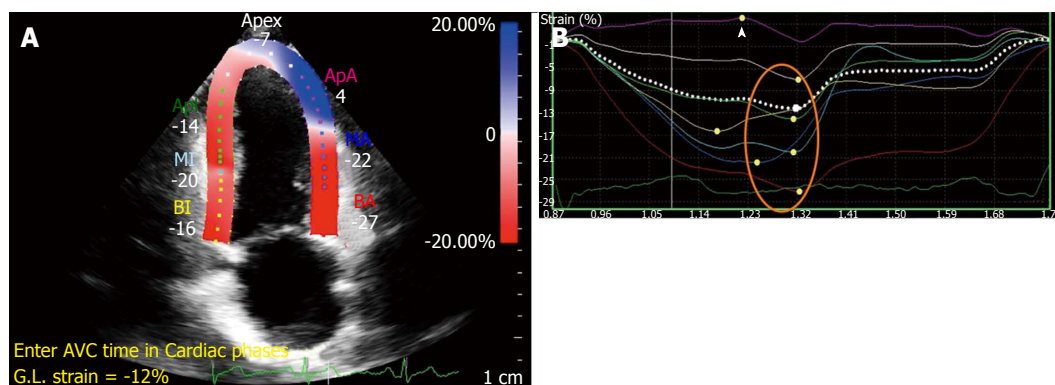 A
Apex
-7
20.00%
ApA
4
ApI
-14
0
MA
-22
MI
-20
BI
-16
BA
-27
-20.00%
Enter AVC time in Cardiac phases
G.L. strain = -12%
1 cm
B
Strain (%)
-5
-9
-13
-17
-21
-25
-29
0.87 0.96 1.05 1.14 1.23 1.32 1.41 1.50 1.59 1.68 1.7